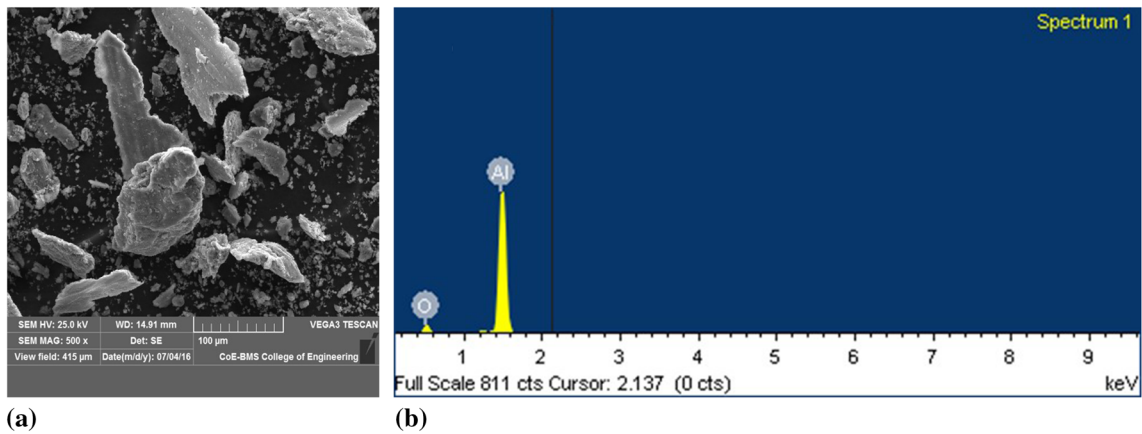 SEM HV: 25.0 kV WD: 14.91 mm VEGA3 TESCAN
SEM MAG: 500 x Det: SE 100 µm
View field: 415 µm Date(m/d/y): 07/04/16 CoE-BMS College of Engineering
(a)
Spectrum 1
Al
O
1 2 3 4 5 6 7 8 9
Full Scale 811 cts Cursor: 2.137 (0 cts) keV
(b)